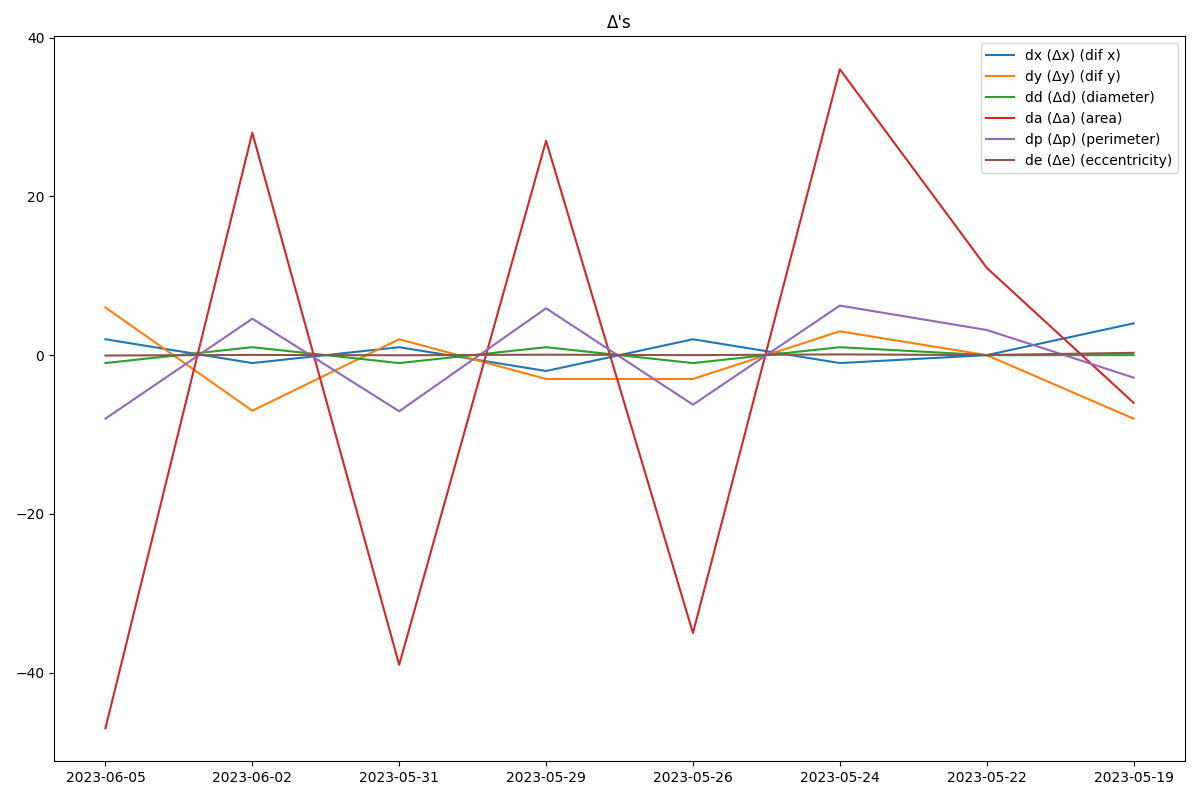 Δ's
dx (Δx) (dif x)
dy (Δy) (dif y)
dd (Δd) (diameter)
da (Δa) (area)
dp (Δp) (perimeter)
de (Δe) (eccentricity)
40
20
0
−20
−40
2023-06-05 2023-06-02 2023-05-31 2023-05-29 2023-05-26 2023-05-24 2023-05-22 2023-05-19